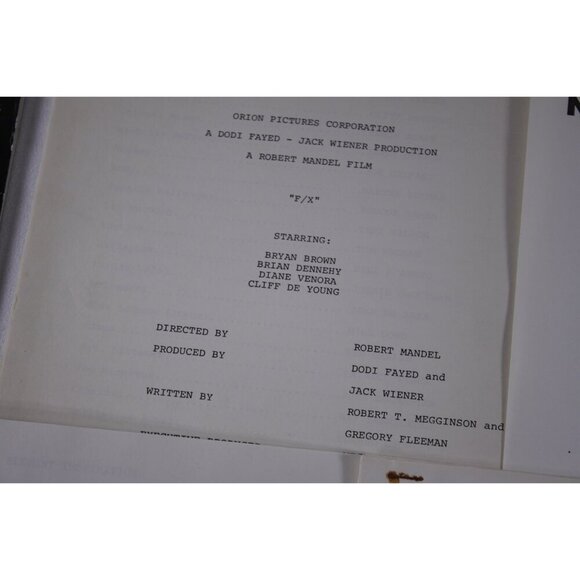 ORION PICTURES CORPORATION
A DODI FAYED - JACK WIENER PRODUCTION
A ROBERT MANDEL FILM
"F/X"
STARRING:
BRYAN BROWN
BRIAN DENNEHY
DIANE VENORA
CLIFF DE YOUNG
DIRECTED BY ROBERT MANDEL
PRODUCED BY DODI FAYED and
JACK WIENER
WRITTEN BY ROBERT T. MEGGINSON and
GREGORY FLEEMAN
EXECUTIVE PRODUCER